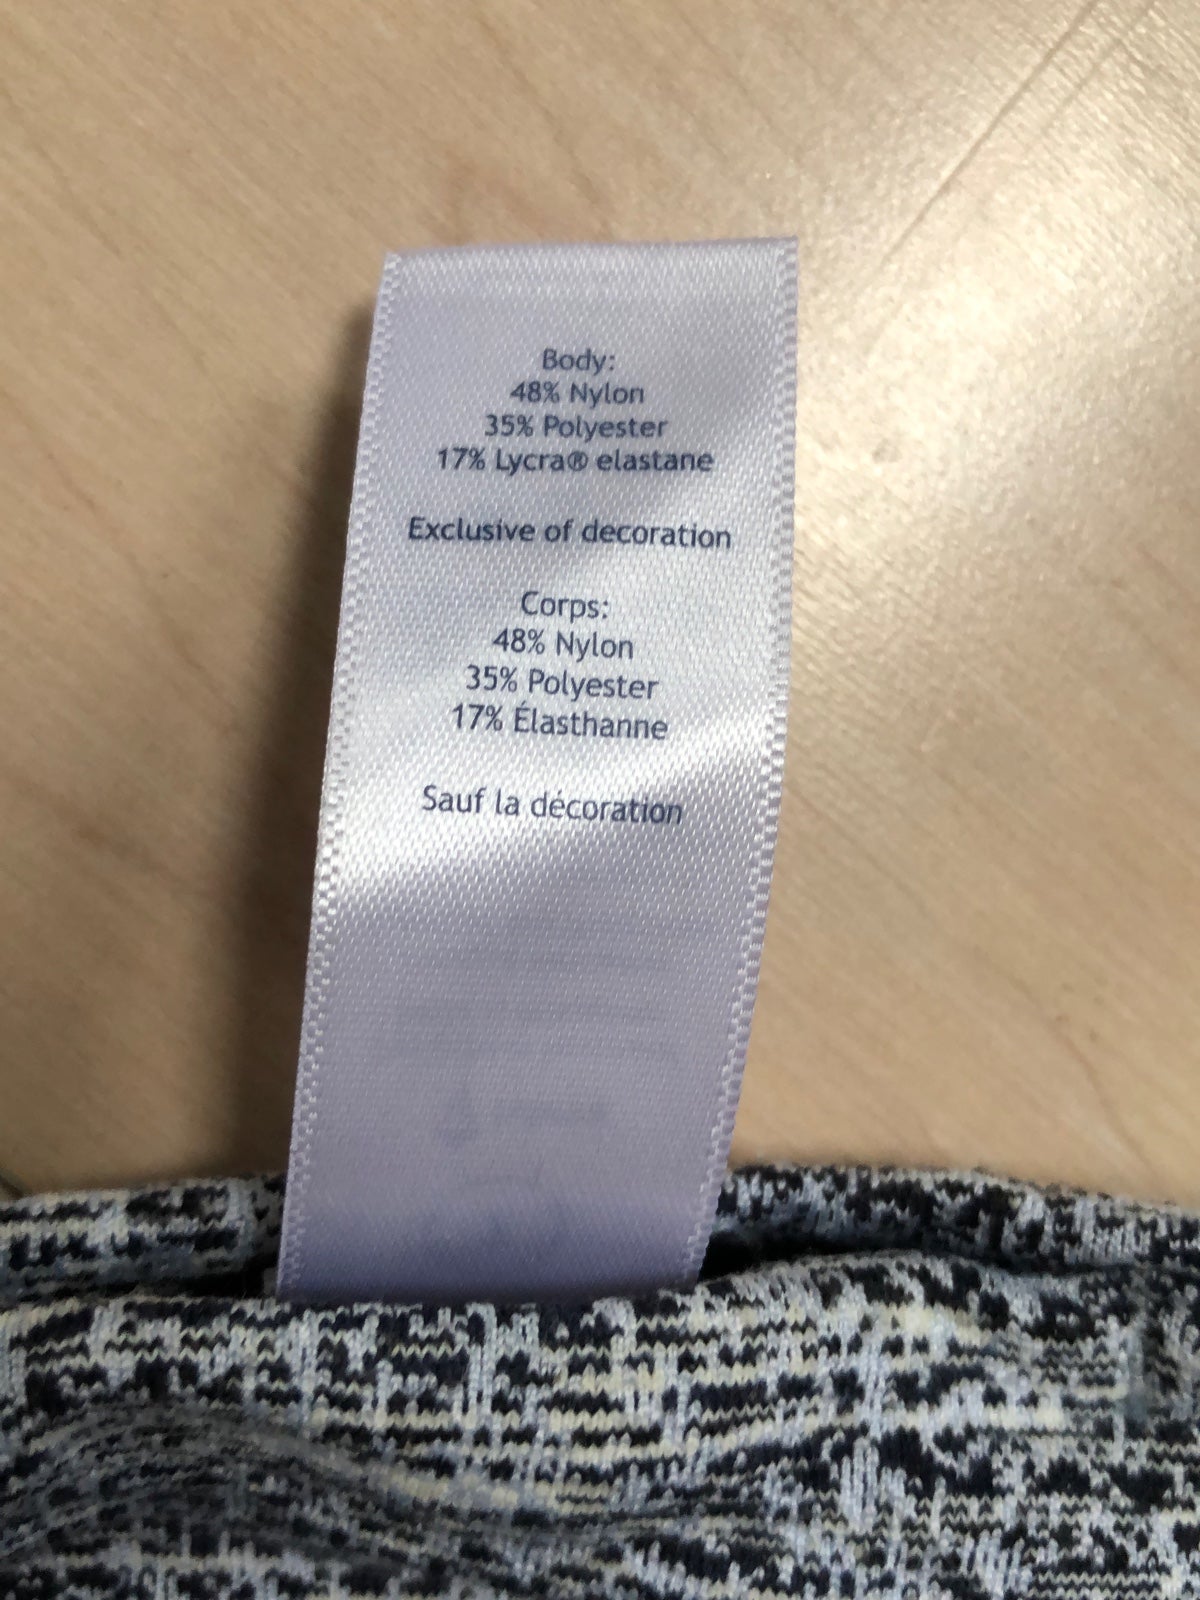 Body:
48% Nylon
35% Polyester
17% Lycra® elastane
Exclusive of decoration
Corps:
48% Nylon
35% Polyester
17% Élasthanne
Sauf la décoration